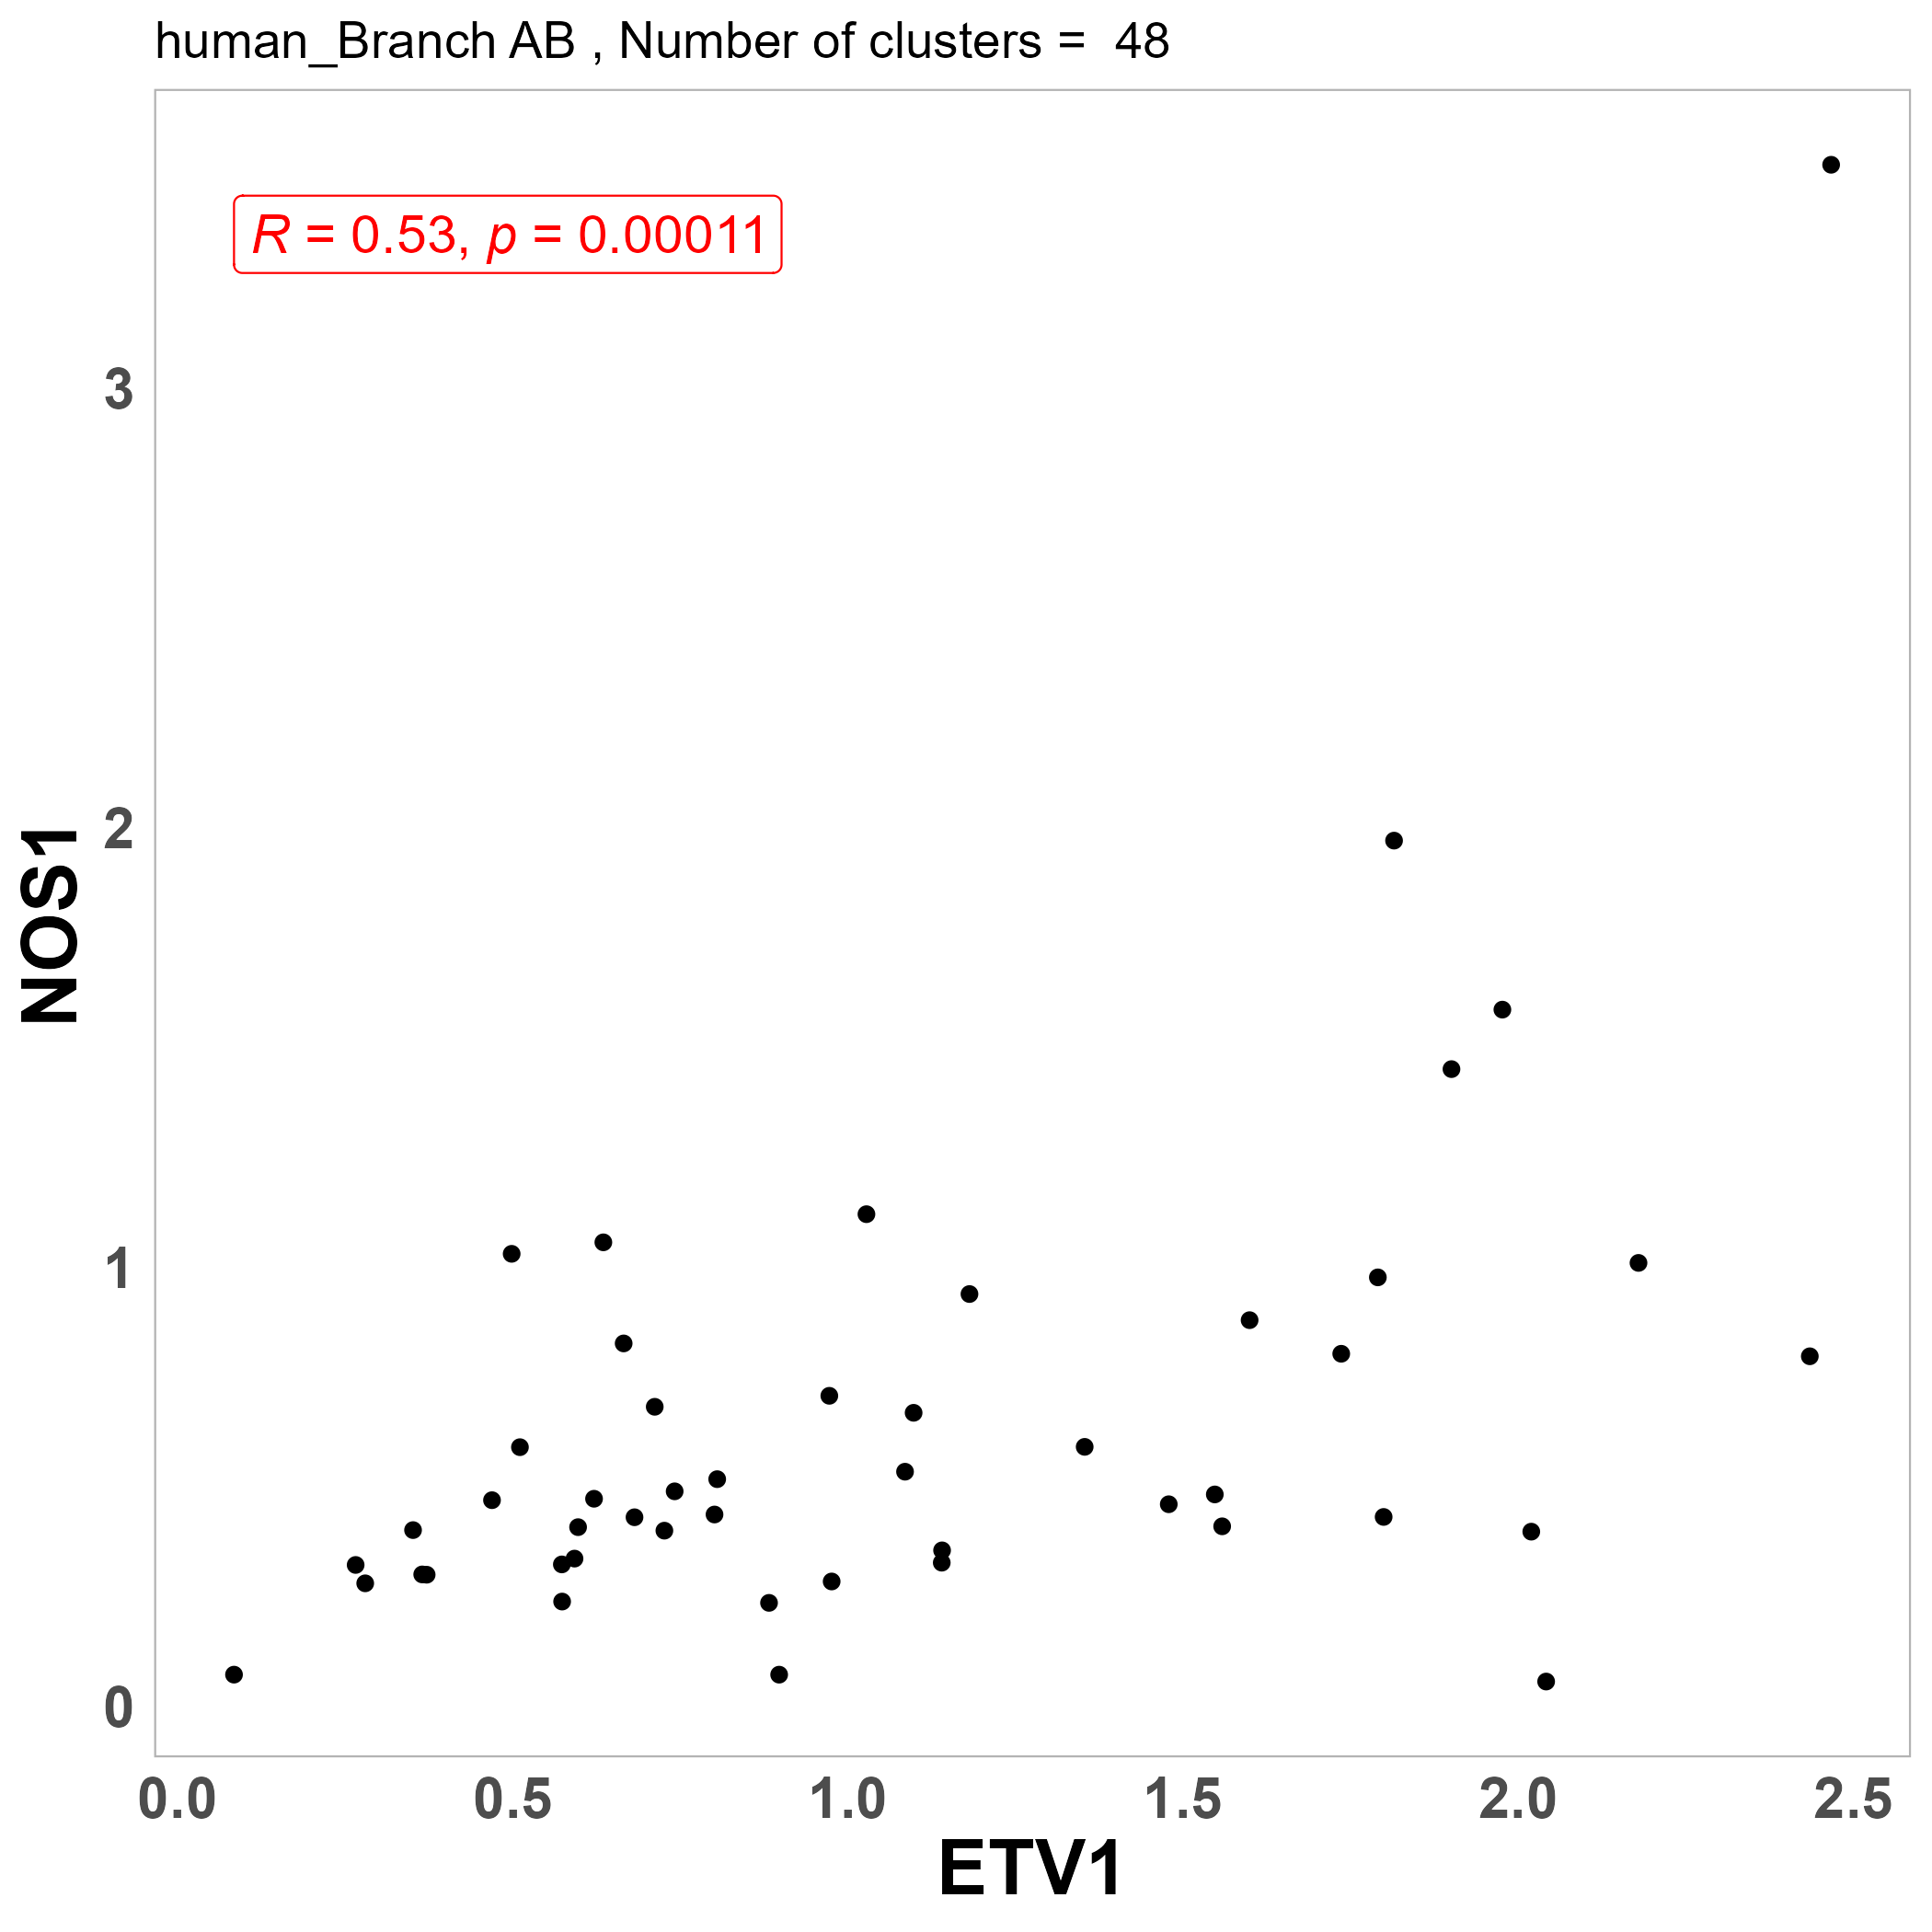 human_Branch AB , Number of clusters =  48
R = 0.53, p = 0.00011
3
2
1
0
NOS1
0.0 0.5 1.0 1.5 2.0 2.5
ETV1